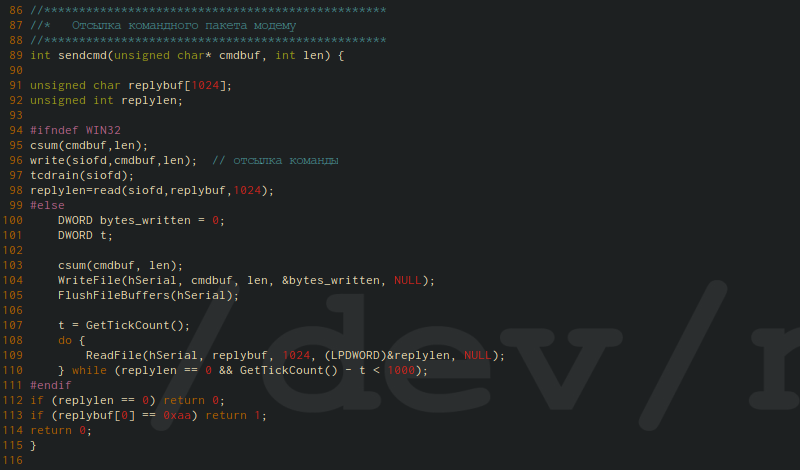 86 //*************************************************
87 //*   Отсылка командного пакета модему
88 //*************************************************
89 int sendcmd(unsigned char* cmdbuf, int len) {
90
91 unsigned char replybuf[1024];
92 unsigned int replylen;
93
94 #ifndef WIN32
95 csum(cmdbuf,len);
96 write(siofd,cmdbuf,len);  // отсылка команды
97 tcdrain(siofd);
98 replylen=read(siofd,replybuf,1024);
99 #else
100     DWORD bytes_written = 0;
101     DWORD t;
102
103     csum(cmdbuf, len);
104     WriteFile(hSerial, cmdbuf, len, &bytes_written, NULL);
105     FlushFileBuffers(hSerial);
106
107     t = GetTickCount();
108     do {
109         ReadFile(hSerial, replybuf, 1024, (LPDWORD)&replylen, NULL);
110     } while (replylen == 0 && GetTickCount() - t < 1000);
111 #endif
112 if (replylen == 0) return 0;
113 if (replybuf[0] == 0xaa) return 1;
114 return 0;
115 }
116
/dev/